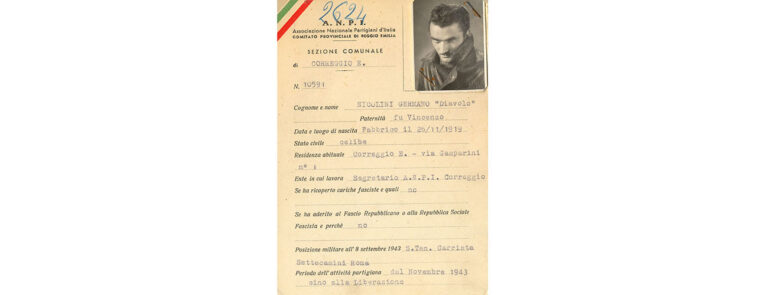 2624
A. N. P. I.
Associazione Nazionale Partigiani d'Italia
COMITATO PROVINCIALE DI REGGIO EMILIA
SEZIONE COMUNALE
di CORREGGIO E.
N. 10591
Cognome e nome NICOLINI GERMANO "Diavolo"
Paternità fu Vincenzo
Data e luogo di nascita Fabbrico il 26/11/1919
Stato civile celibe
Residenza abituale Correggio E. - via Gasparini
n° 1
Ente in cui lavora Segretario A.N.P.I. Correggio
Se ha ricoperto cariche fasciste e quali no
Se ha aderito al Fascio Repubblicano o alla Repubblica Sociale
Fascista e perchè no
Posizione militare all' 8 settembre 1943 S.Ten. Carrista
Settecamini Roma
Periodo dell'attività partigiana dal Novembre 1943
sino alla Liberazione